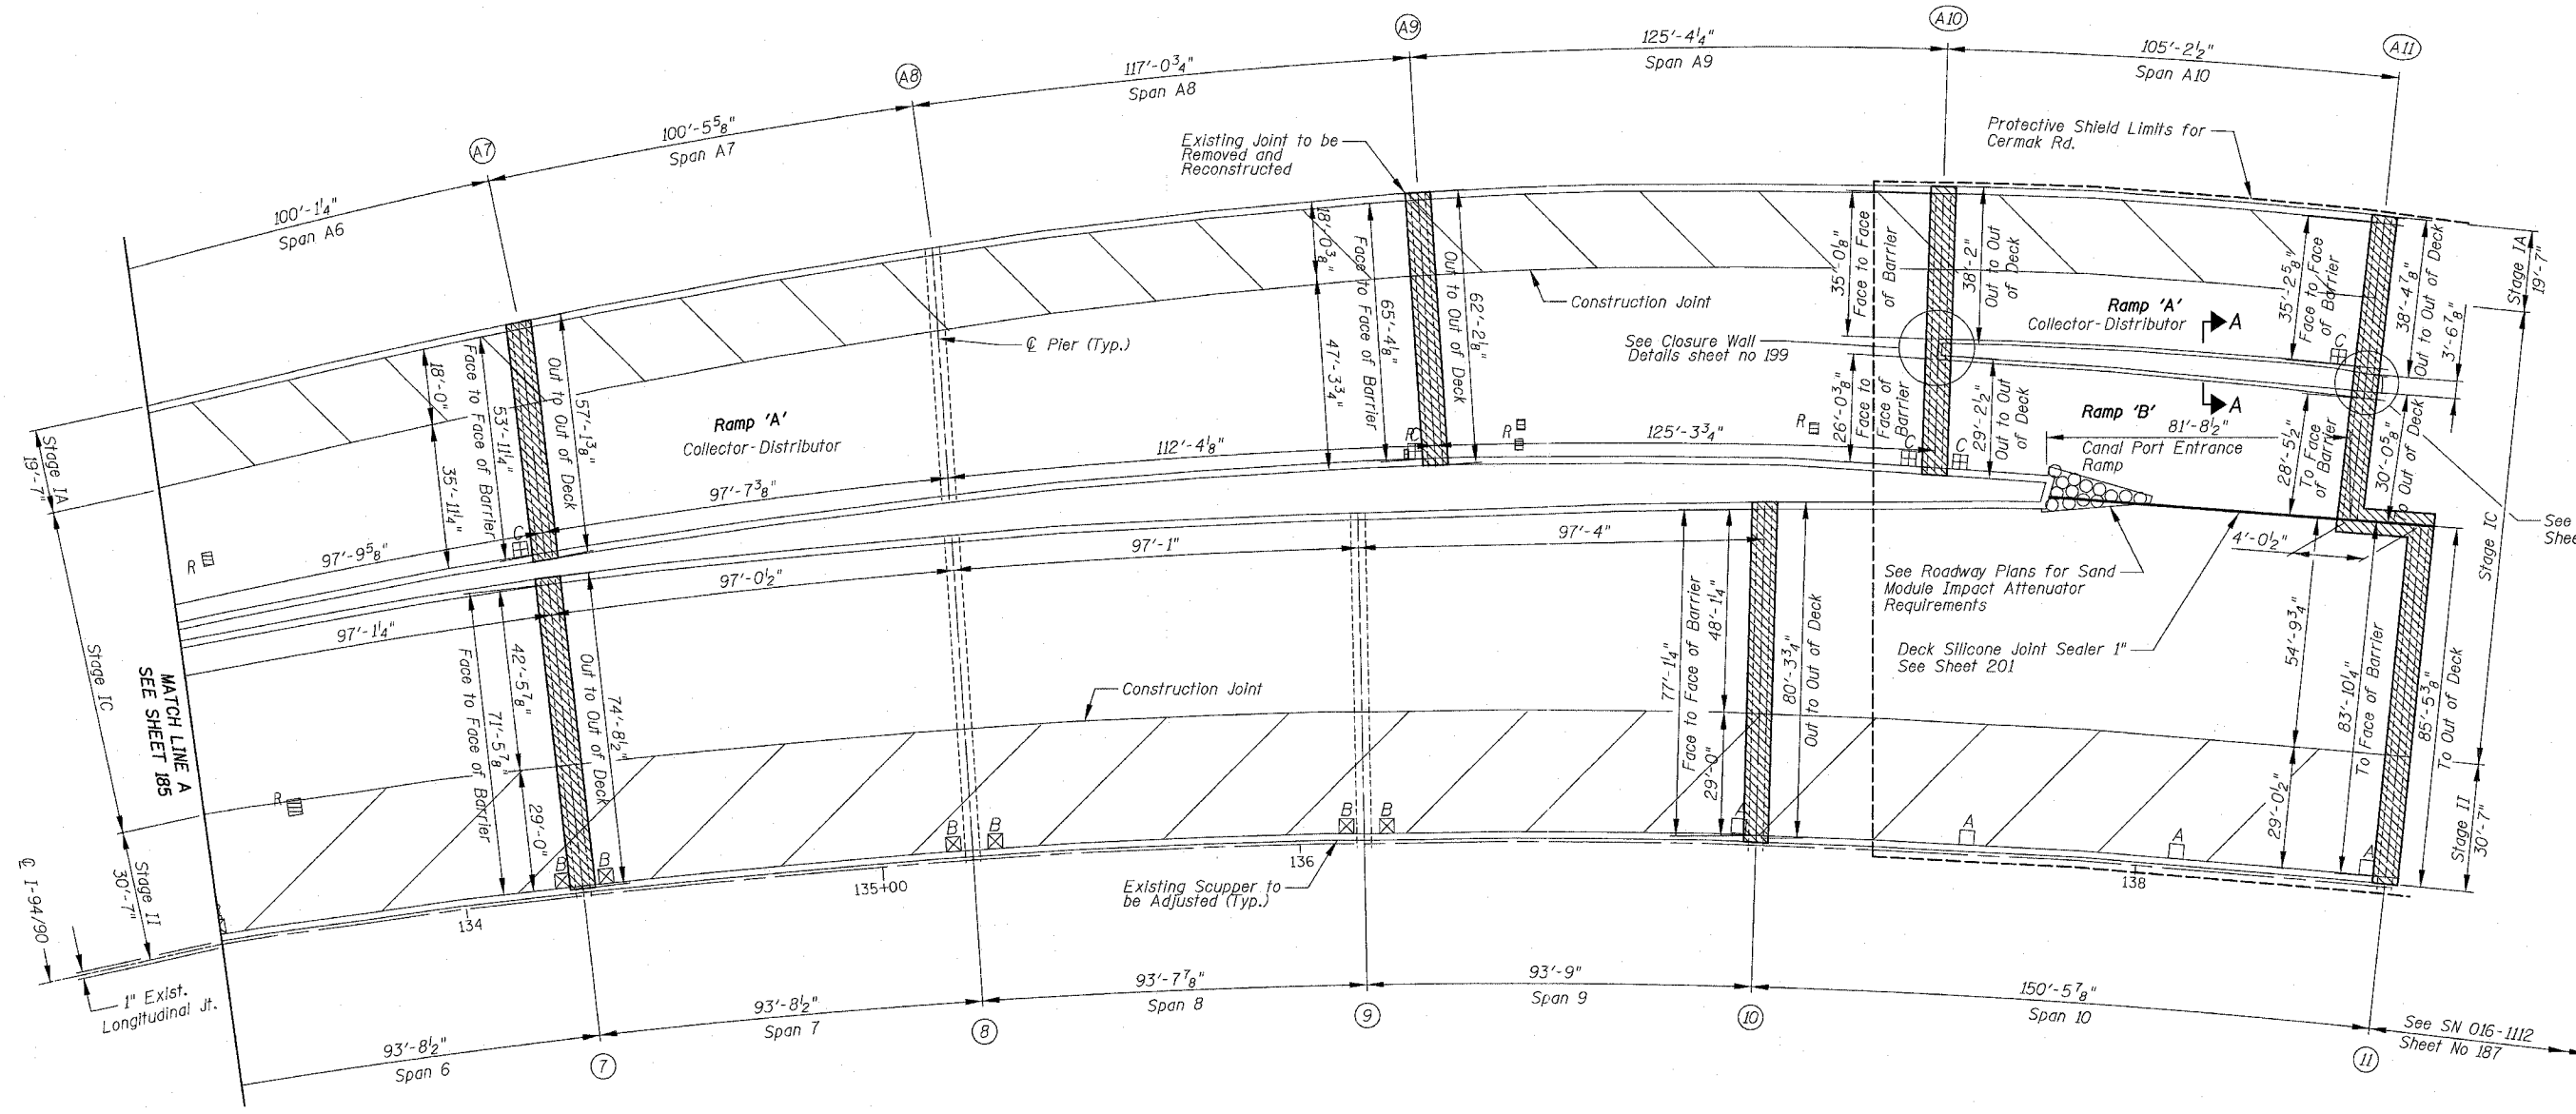 A10
A9
125'-4¼"
Span A9
105'-2½"
Span A10
A11
A8
117'-0¾"
Span A8
100'-5⅝"
Span A7
A7
100'-1¼"
Span A6
Existing Joint to be
Removed and
Reconstructed
Protective Shield Limits for
Cermak Rd.
18'-0⅜"
47'-3¾"
Face to Face of Barrier
65'-4⅛"
Out to Out of Deck
62'-2⅛"
Construction Joint
35'-0⅛"
Face to Face
of Barrier
38'-2"
Out to Out
of Deck
See Closure Wall
Details sheet no 199
26'-0⅜"
Face to
Face of
Barrier
29'-2½"
Out to Out
of Deck
Ramp 'A'
Collector-Distributor
A
A
Ramp 'B'
81'-8½"
Canal Port Entrance
Ramp
35'-2⅝"
Face to Face
of Barrier
38'-4⅞"
Out to Out of Deck
3'-6⅞"
Stage IA
19'-7"
28'-5½"
To Face
of Barrier
30'-0⅝"
To Out of Deck
C
See
Shee
Stage IC
℄ Pier (Typ.)
18'-0"
35'-11¼"
Face to Face of Barrier
53'-11¼"
Out to Out of Deck
57'-1⅜"
Ramp 'A'
Collector-Distributor
Stage IA
19'-7"
R
97'-9⅝"
C
97'-7⅜"
112'-4⅛"
R
C
R
125'-3¾"
R
C
C
97'-1¼"
97'-0½"
97'-1"
97'-4"
4'-0½"
See Roadway Plans for Sand
Module Impact Attenuator
Requirements
Deck Silicone Joint Sealer 1"
See Sheet 201
Stage IC
MATCH LINE A
SEE SHEET 185
R
Face to Face of Barrier
71'-5⅞"
42'-5⅞"
29'-0"
Out to Out of Deck
74'-8½"
Construction Joint
77'-1¼"
Face to Face of Barrier
48'-1¼"
29'-0"
80'-3¾"
Out to Out of Deck
54'-9¾"
29'-0½"
83'-10¼"
To Face of Barrier
85'-5⅜"
To Out of Deck
Stage II
30'-7"
B
B
B
B
B
B
A
A
A
A
134
135+00
136
138
Existing Scupper to
be Adjusted (Typ.)
℄ I-94/90
Stage II
30'-7"
1" Exist.
Longitudinal Jt.
93'-8½"
Span 6
7
93'-8½"
Span 7
8
93'-7⅞"
Span 8
9
93'-9"
Span 9
10
150'-5⅞"
Span 10
11
See SN 016-1112
Sheet No 187